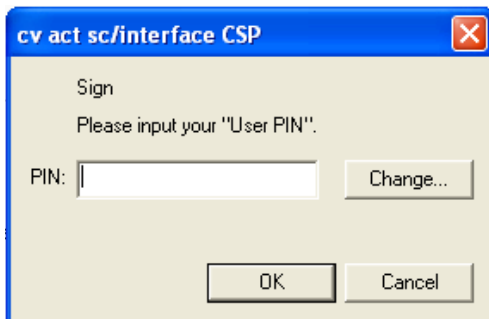 cv act sc/interface CSP
Sign
Please input your "User PIN".
PIN:
Change...
OK
Cancel